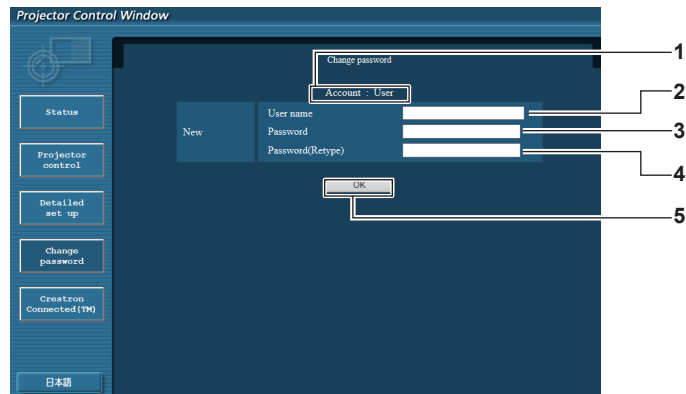 Projector Control Window
Change password
Account : User
New
User name
Password
Password(Retype)
OK
Status
Projector
control
Detailed
set up
Change
password
Crestron
Connected(TM)
日本語
1
2
3
4
5